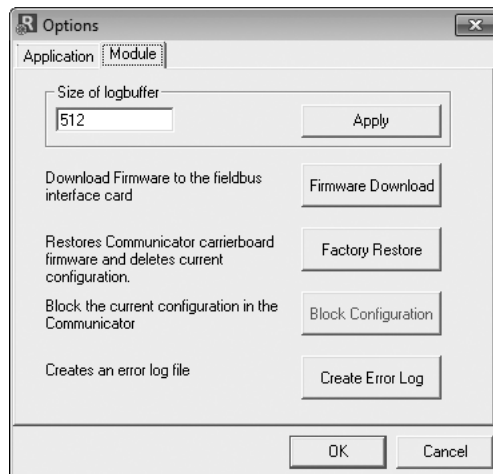 Options
Application Module
Size of logbuffer
512 Apply
Download Firmware to the fieldbus
interface card
Firmware Download
Restores Communicator carrierboard
firmware and deletes current
configuration.
Factory Restore
Block the current configuration in the
Communicator
Block Configuration
Creates an error log file
Create Error Log
OK Cancel